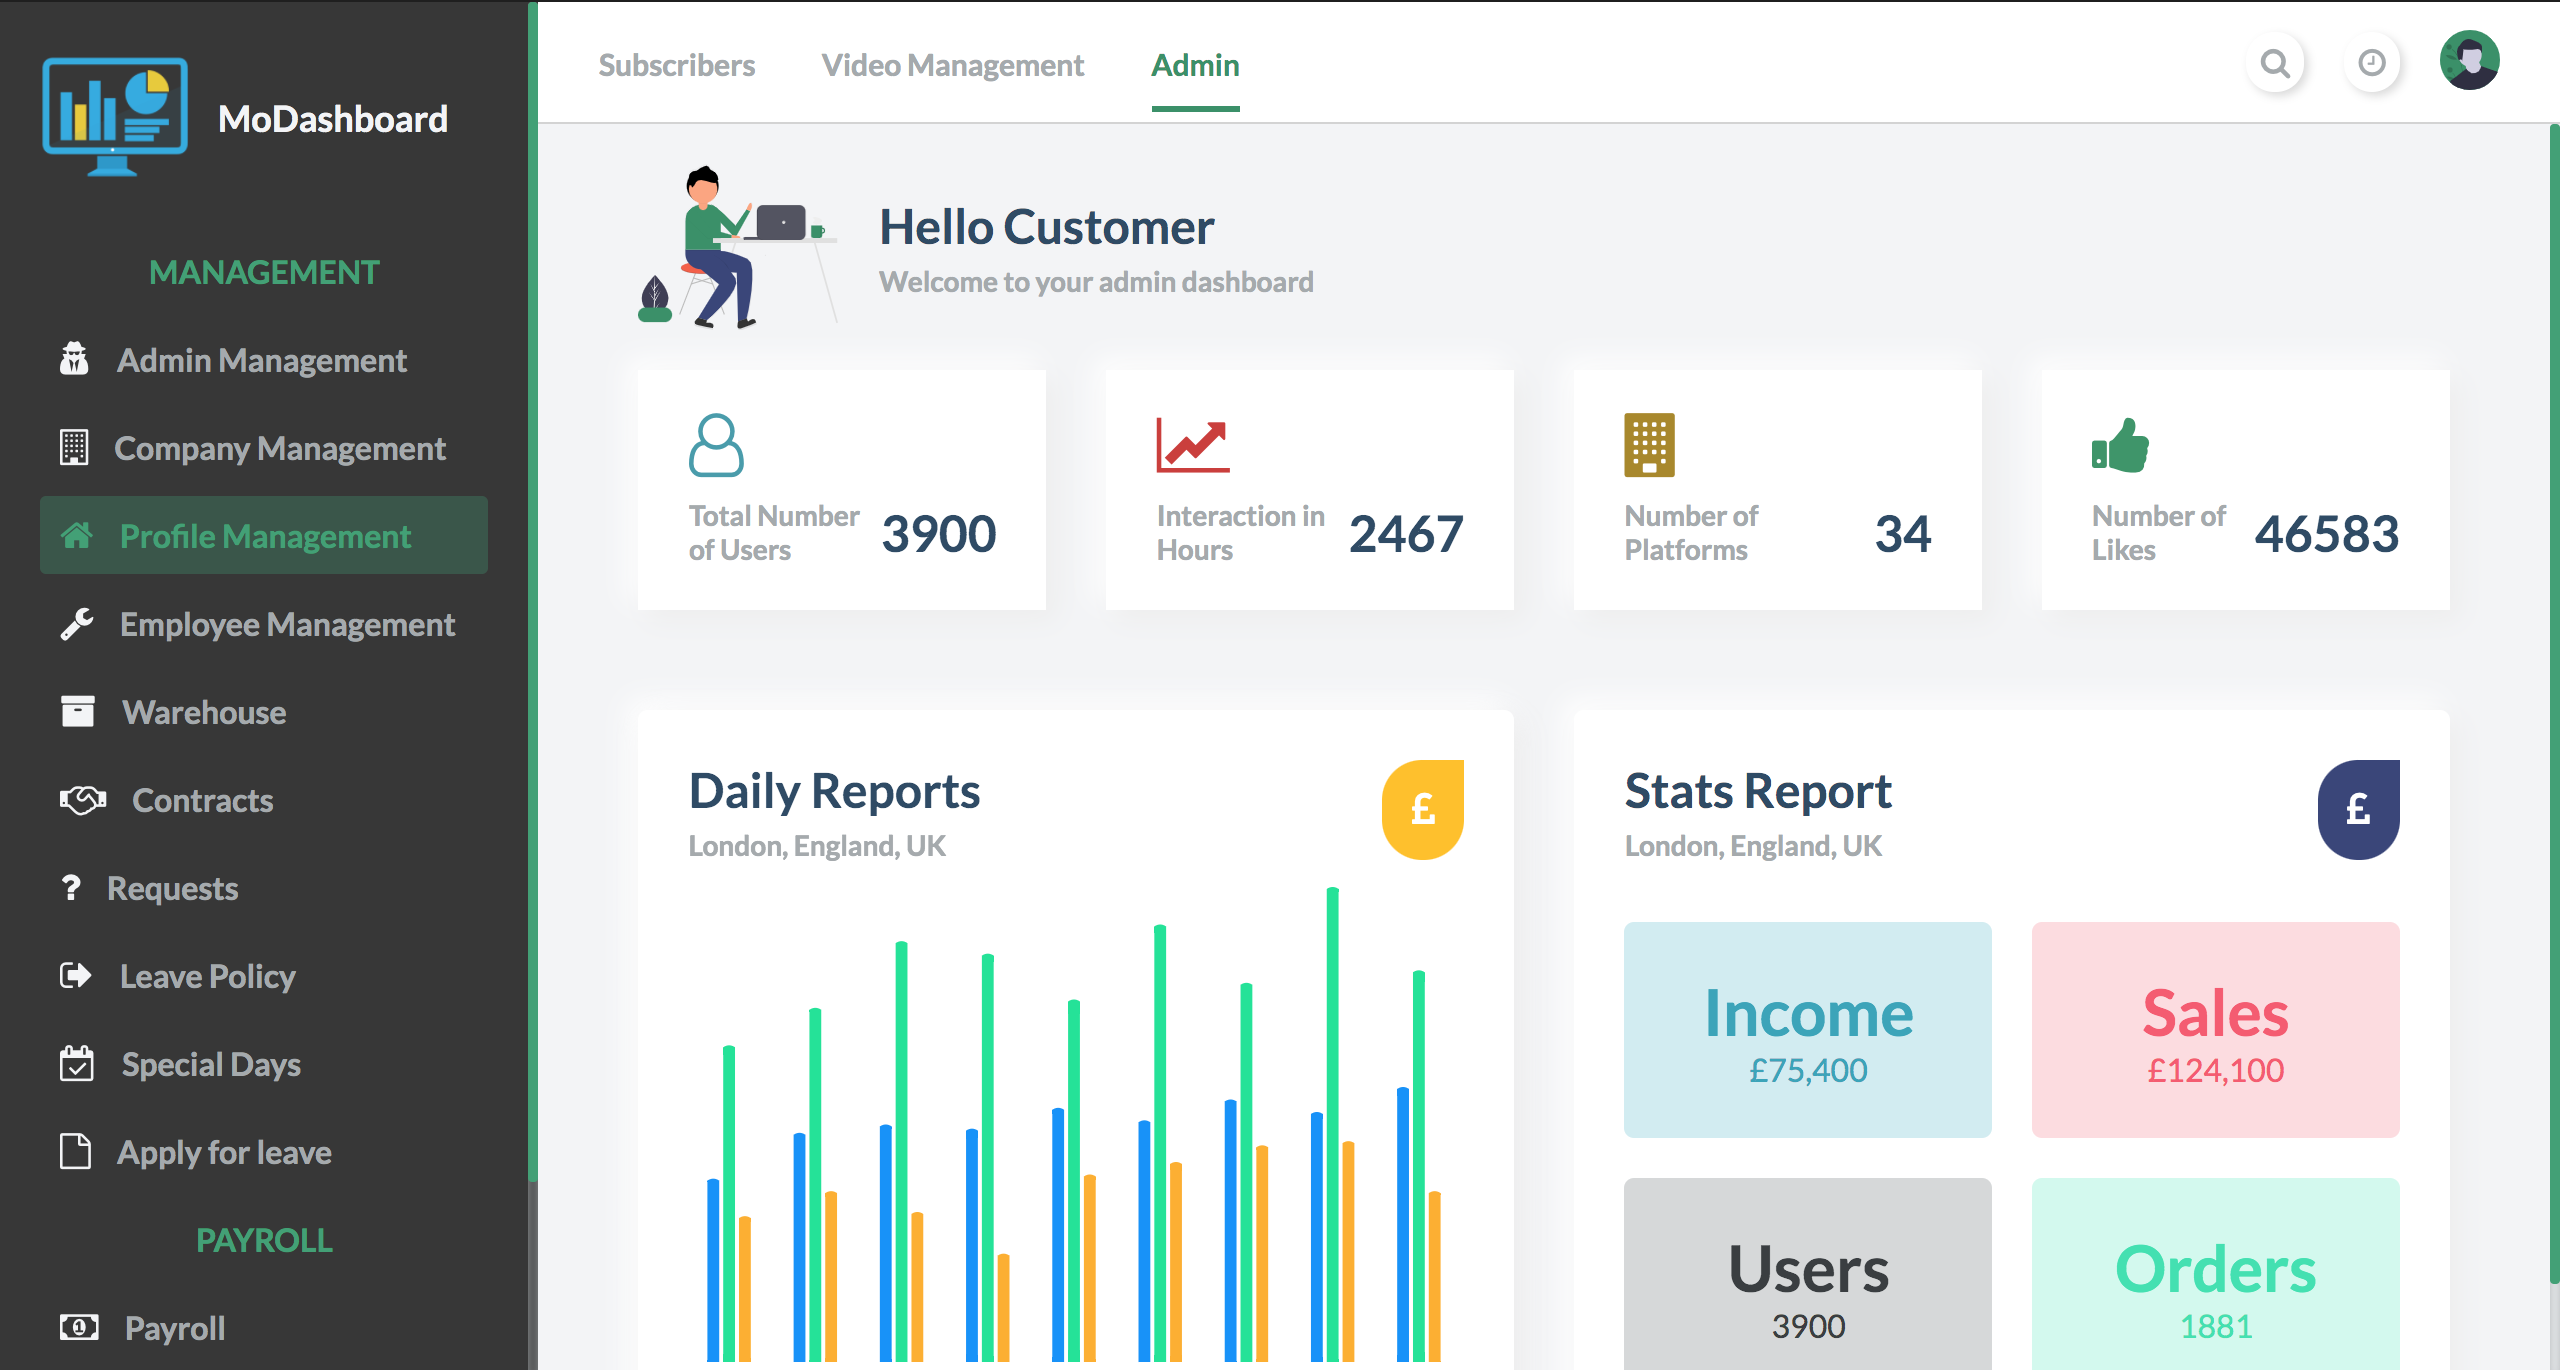 MoDashboard
MANAGEMENT
Admin Management
Company Management
Profile Management
Employee Management
Warehouse
Contracts
Requests
Leave Policy
Special Days
Apply for leave
PAYROLL
Payroll
Subscribers
Video Management
Admin
Hello Customer
Welcome to your admin dashboard
Total Number
of Users
3900
Interaction in
Hours
2467
Number of
Platforms
34
Number of
Likes
46583
Daily Reports
London, England, UK
£
Stats Report
London, England, UK
£
Income
£75,400
Sales
£124,100
Users
3900
Orders
1881